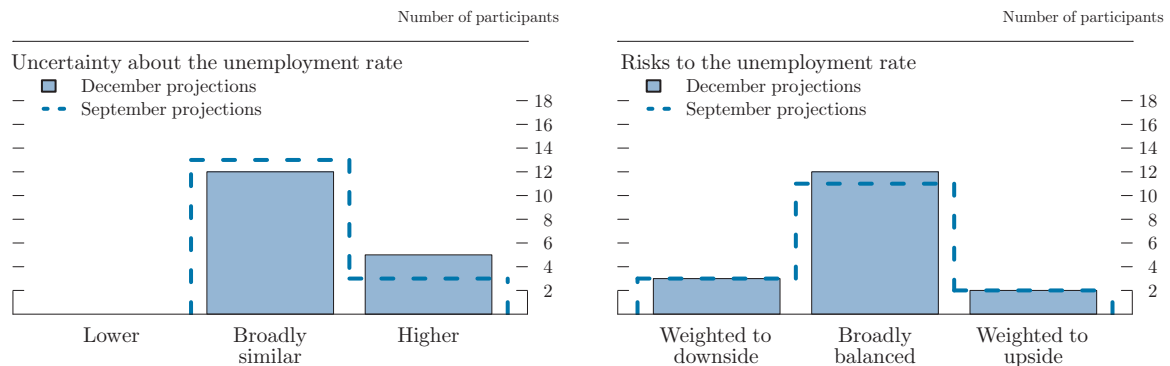 Number of participants
Uncertainty about the unemployment rate
December projections
September projections
18
16
14
12
10
8
6
4
2
Lower
Broadly
similar
Higher
Number of participants
Risks to the unemployment rate
December projections
September projections
18
16
14
12
10
8
6
4
2
Weighted to
downside
Broadly
balanced
Weighted to
upside